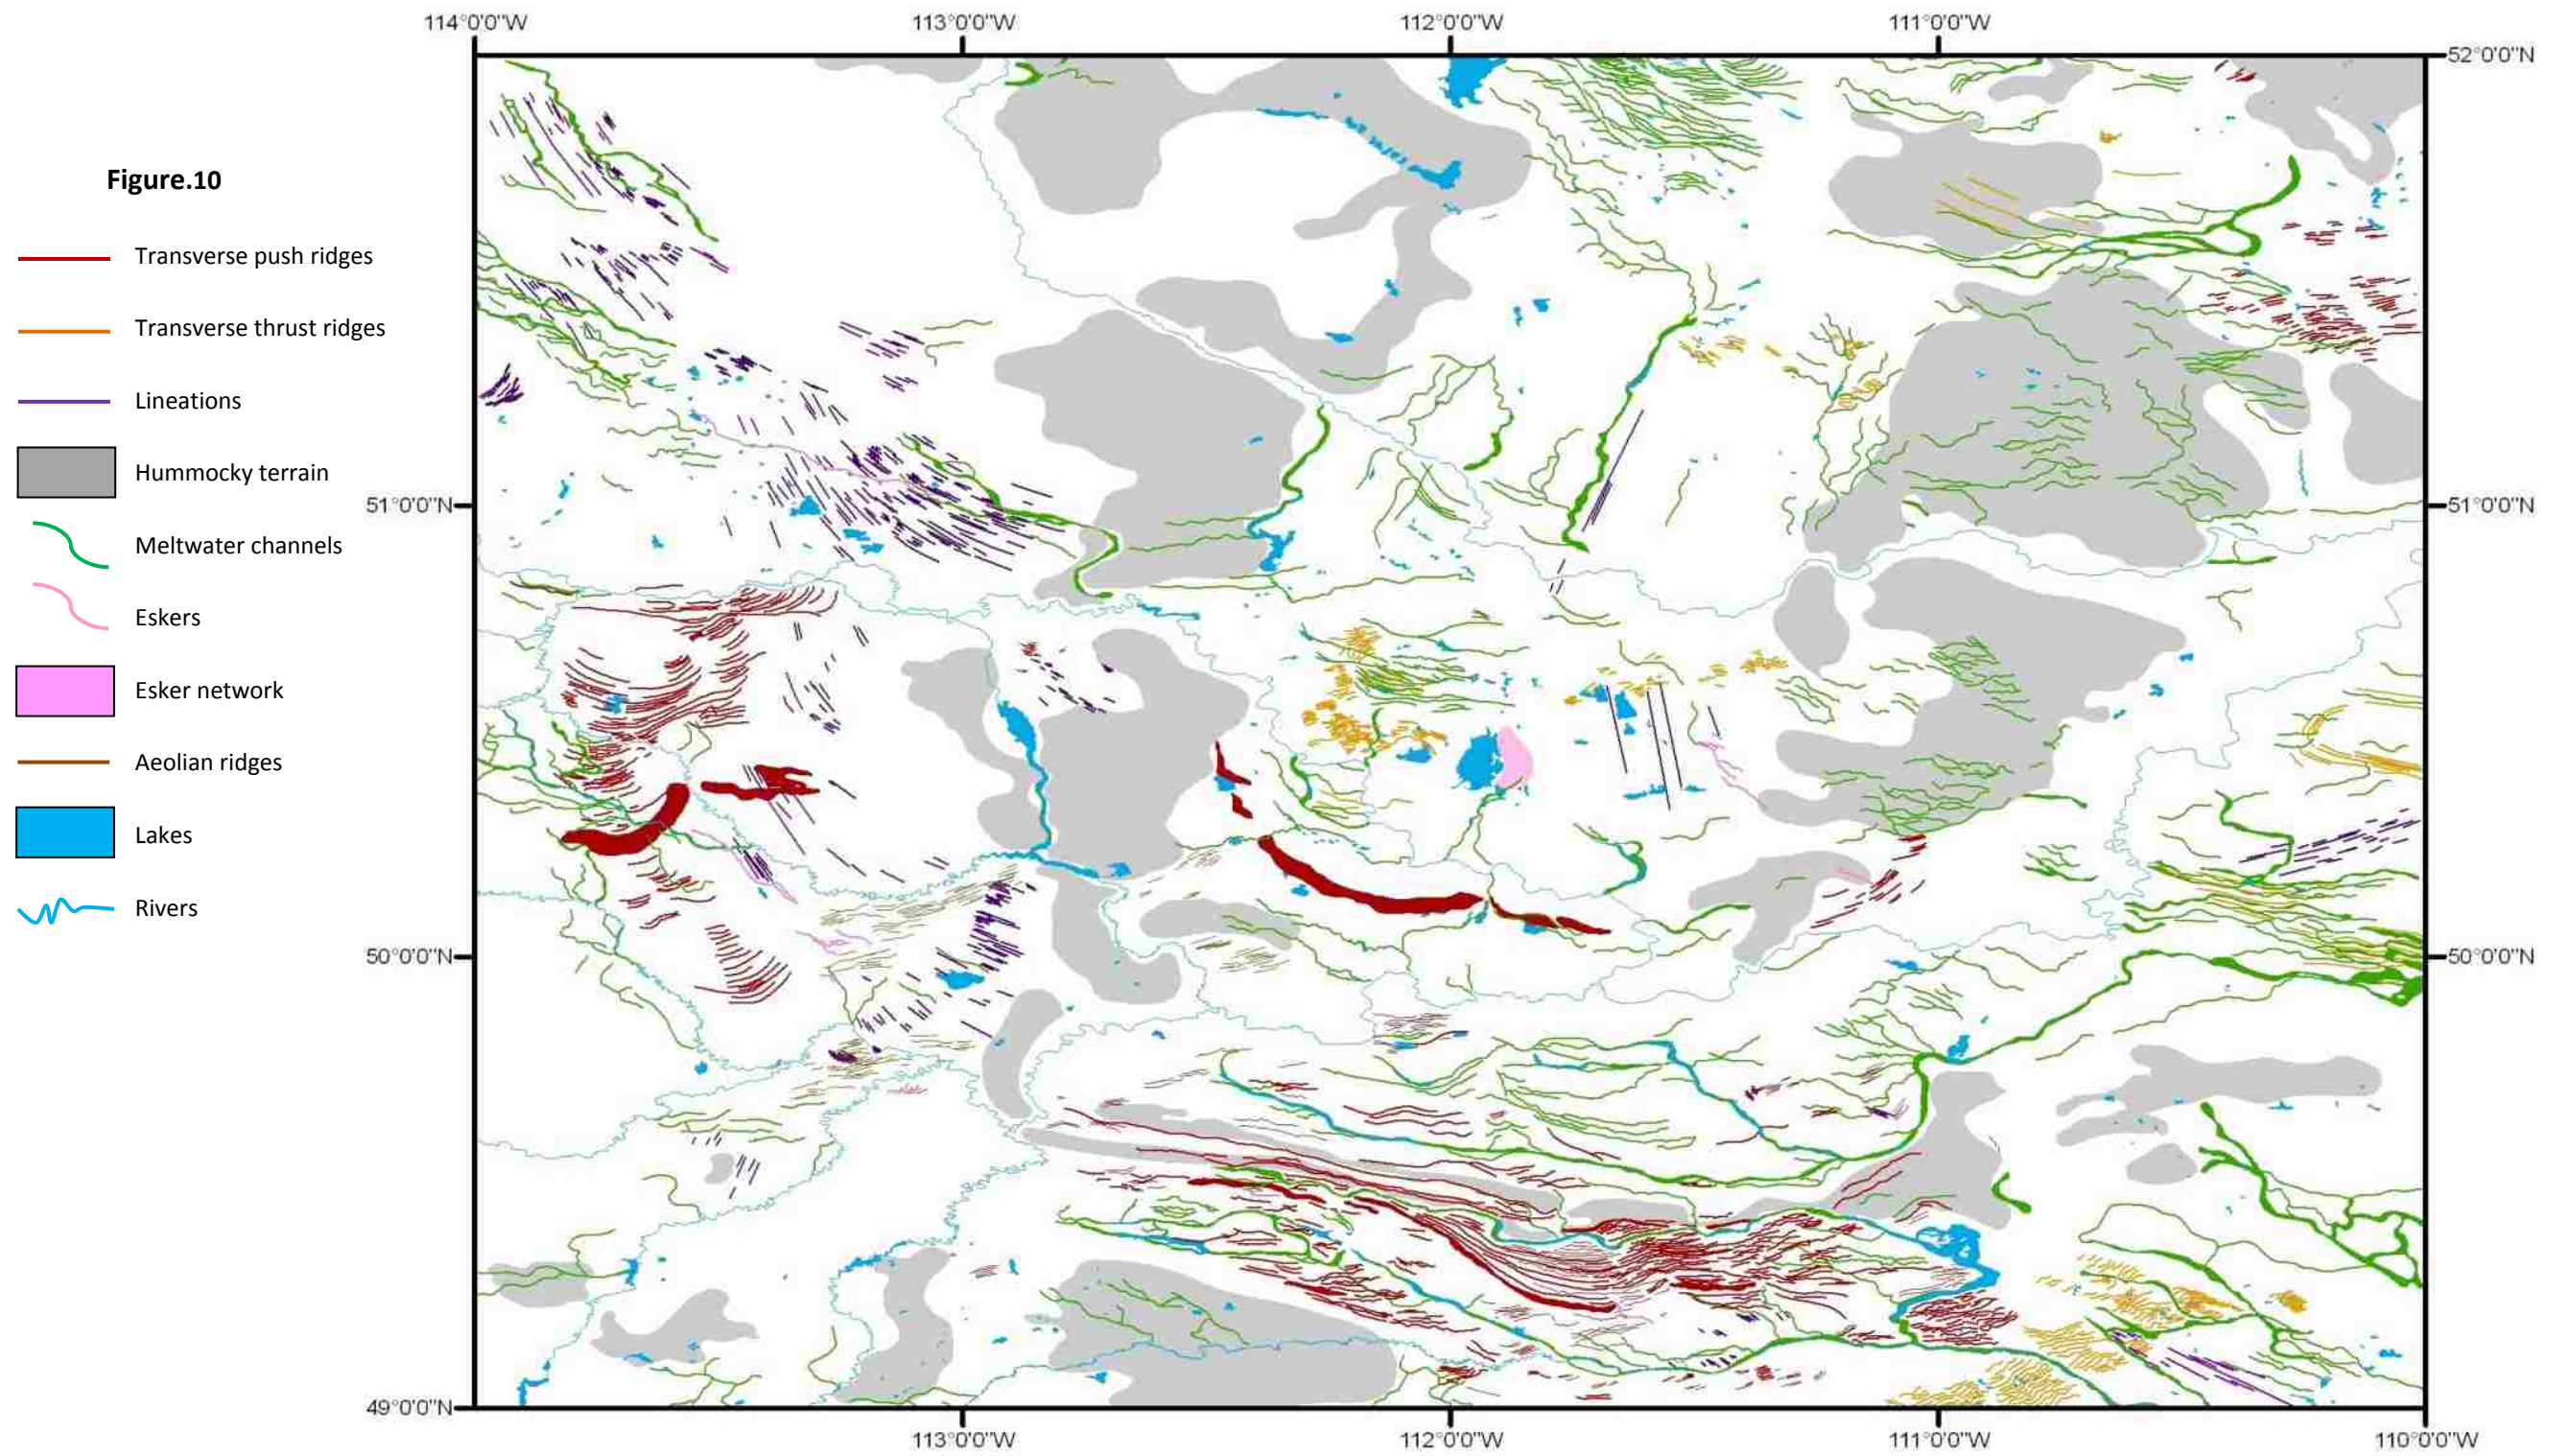 114°0'0"W 113°0'0"W 112°0'0"W 111°0'0"W
52°0'0"N
Figure.10
Transverse push ridges
Transverse thrust ridges
Lineations
Hummocky terrain
51°0'0"N 51°0'0"N
Meltwater channels
Eskers
Esker network
Aeolian ridges
Lakes
Rivers
50°0'0"N 50°0'0"N
49°0'0"N
113°0'0"W 112°0'0"W 111°0'0"W 110°0'0"W